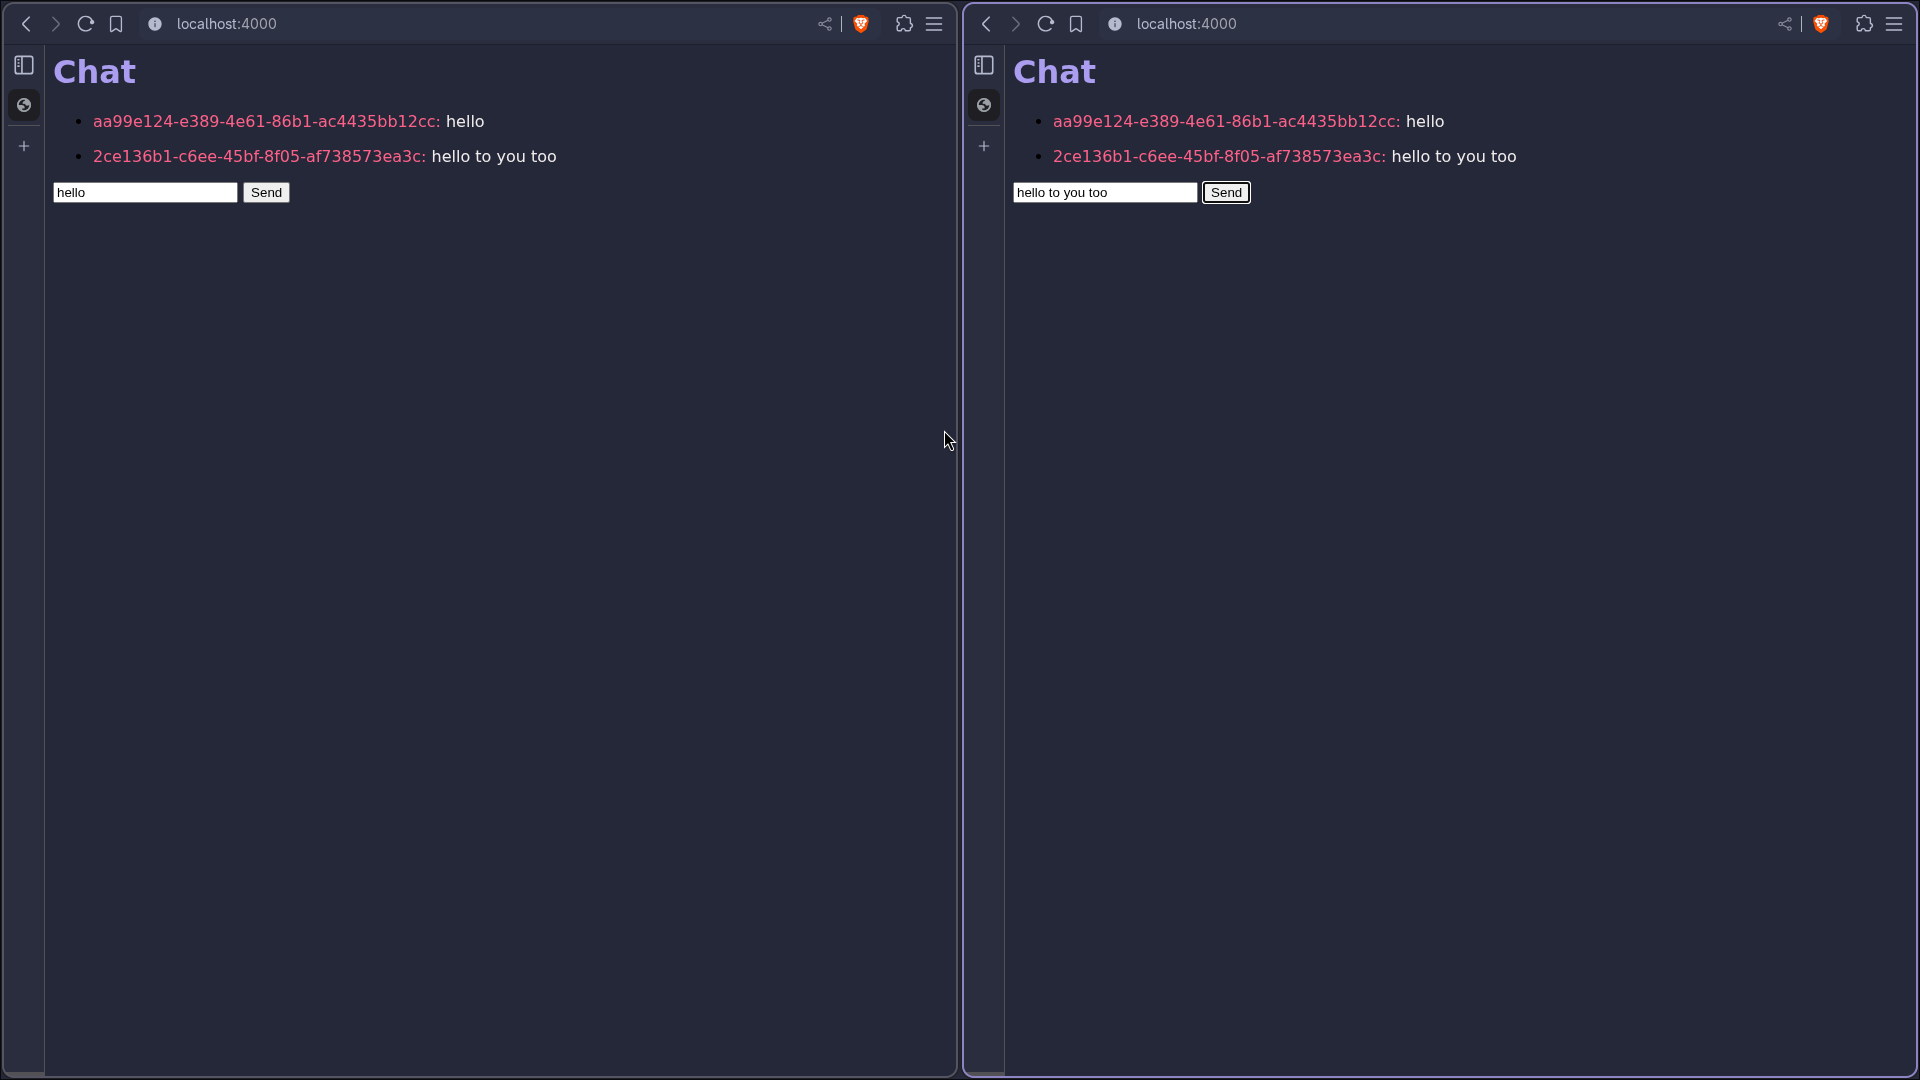 localhost:4000
Chat
aa99e124-e389-4e61-86b1-ac4435bb12cc: hello
2ce136b1-c6ee-45bf-8f05-af738573ea3c: hello to you too
hello Send
localhost:4000
Chat
aa99e124-e389-4e61-86b1-ac4435bb12cc: hello
2ce136b1-c6ee-45bf-8f05-af738573ea3c: hello to you too
hello to you too Send